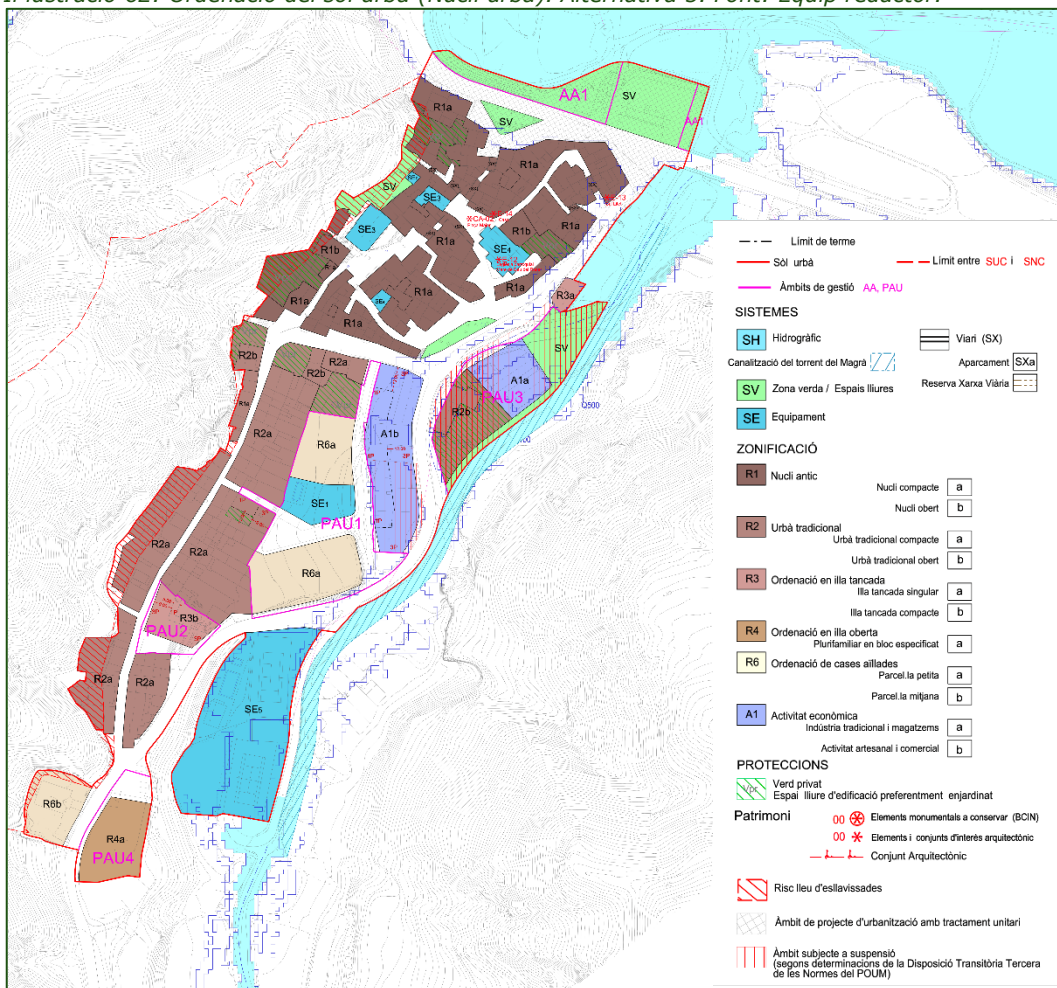 Il·lustració 62. Ordenació del sòl urbà (Nucli urbà). Alternativa 3. Font: Equip redactor.
R1a
AA1
SV
AA1
SV
R1a
SV
SE3
SE3
R1a
R1b
R1a
SE4
R1b
R1a
R1a
R1a
R1a
R3a
R2b
R2a
R2b
SV
A1a
PAU3
R2b
Q500
R1a
R2a
R6a
A1b
SE1
PAU1
R2a
R2a
R6a
R3b
PAU2
R2a
R2a
SE5
R6b
R4a
PAU4
Límit de terme
Sòl urbà
Límit entre SUC i SNC
Àmbits de gestió AA, PAU
SISTEMES
SH Hidrogràfic
Viari (SX)
Canalització del torrent del Magrà
Aparcament SXa
SV Zona verda / Espais lliures
Reserva Xarxa Viària
SE Equipament
ZONIFICACIÓ
R1 Nucli antic
Nucli compacte a
Nucli obert b
R2 Urbà tradicional
Urbà tradicional compacte a
Urbà tradicional obert b
R3 Ordenació en illa tancada
Illa tancada singular a
Illa tancada compacte b
R4 Ordenació en illa oberta
Plurifamiliar en bloc especificat a
R6 Ordenació de cases aïllades
Parcel.la petita a
Parcel.la mitjana b
A1 Activitat econòmica
Indústria tradicional i magatzems a
Activitat artesanal i comercial b
PROTECCIONS
Vpr Verd privat
Espai lliure d'edificació preferentment enjardinat
Patrimoni
00 Elements monumentals a conservar (BCIN)
00 Elements i conjunts d'interès arquitectònic
Conjunt Arquitectònic
Risc lleu d'esllavissades
Àmbit de projecte d'urbanització amb tractament unitari
Àmbit subjecte a suspensió
(segons determinacions de la Disposició Transitòria Tercera
de les Normes del POUM)